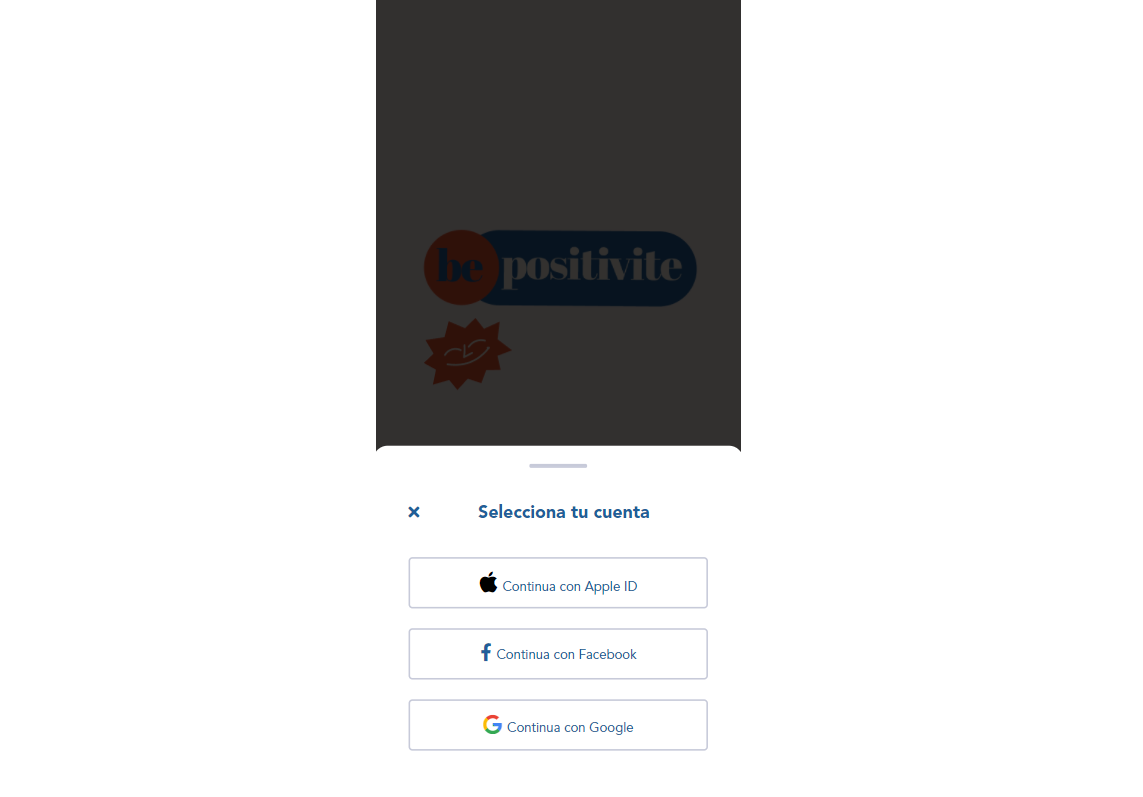 be positivite
Selecciona tu cuenta
Continua con Apple ID
Continua con Facebook
Continua con Google